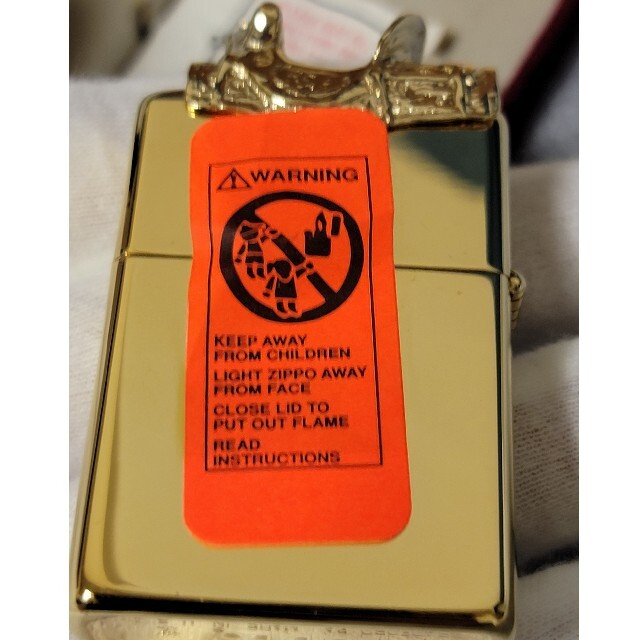 WARNING
KEEP AWAY
FROM CHILDREN
LIGHT ZIPPO AWAY
FROM FACE
CLOSE LID TO
PUT OUT FLAME
READ
INSTRUCTIONS